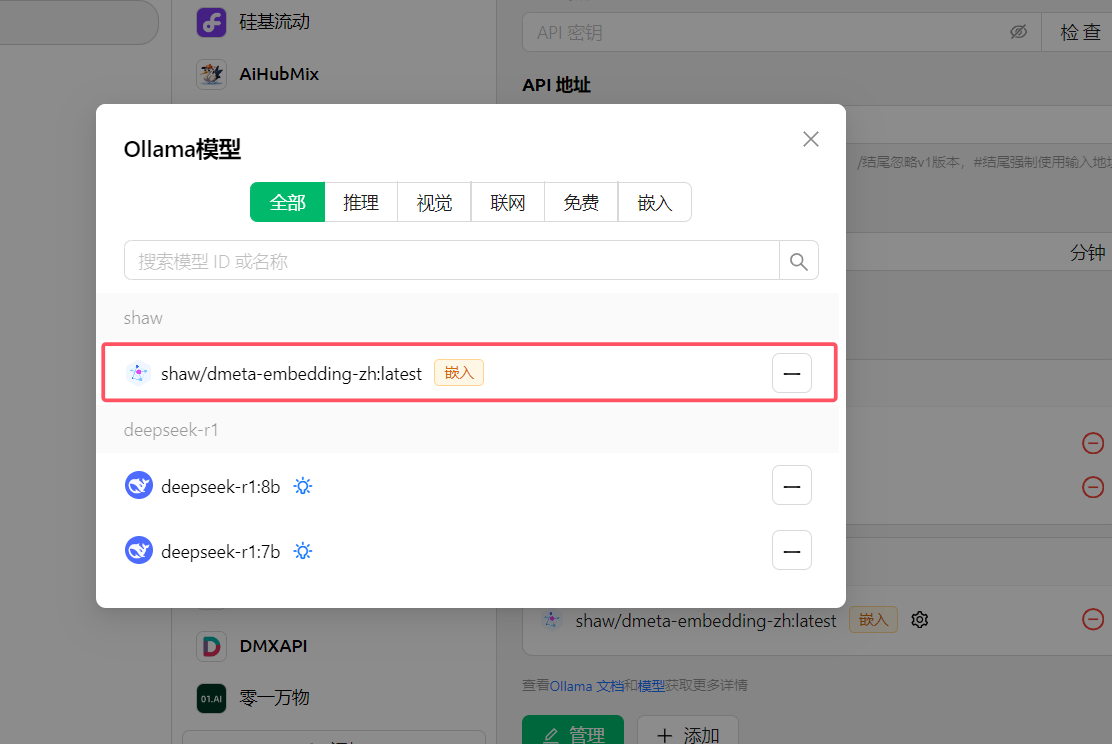 硅基流动
AiHubMix
API 密钥
检 查
API 地址
/结尾忽略v1版本，#结尾强制使用输入地
分钟
Ollama模型
全部
推理
视觉
联网
免费
嵌入
搜索模型 ID 或名称
shaw
shaw/dmeta-embedding-zh:latest 嵌入
deepseek-r1
deepseek-r1:8b
deepseek-r1:7b
shaw/dmeta-embedding-zh:latest 嵌入
DMXAPI
01.AI
零一万物
查看Ollama 文档和模型获取更多详情
管理
添加